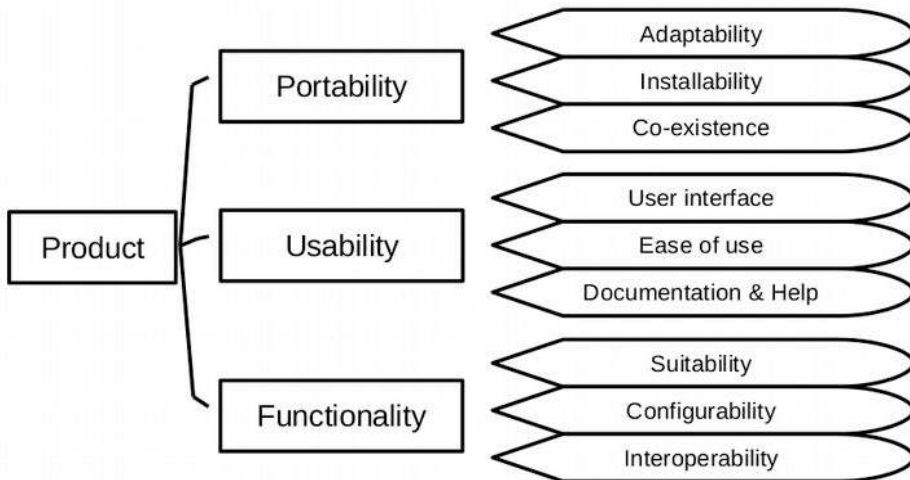 Product
Portability
Adaptability
Installability
Co-existence
Usability
User interface
Ease of use
Documentation & Help
Functionality
Suitability
Configurability
Interoperability